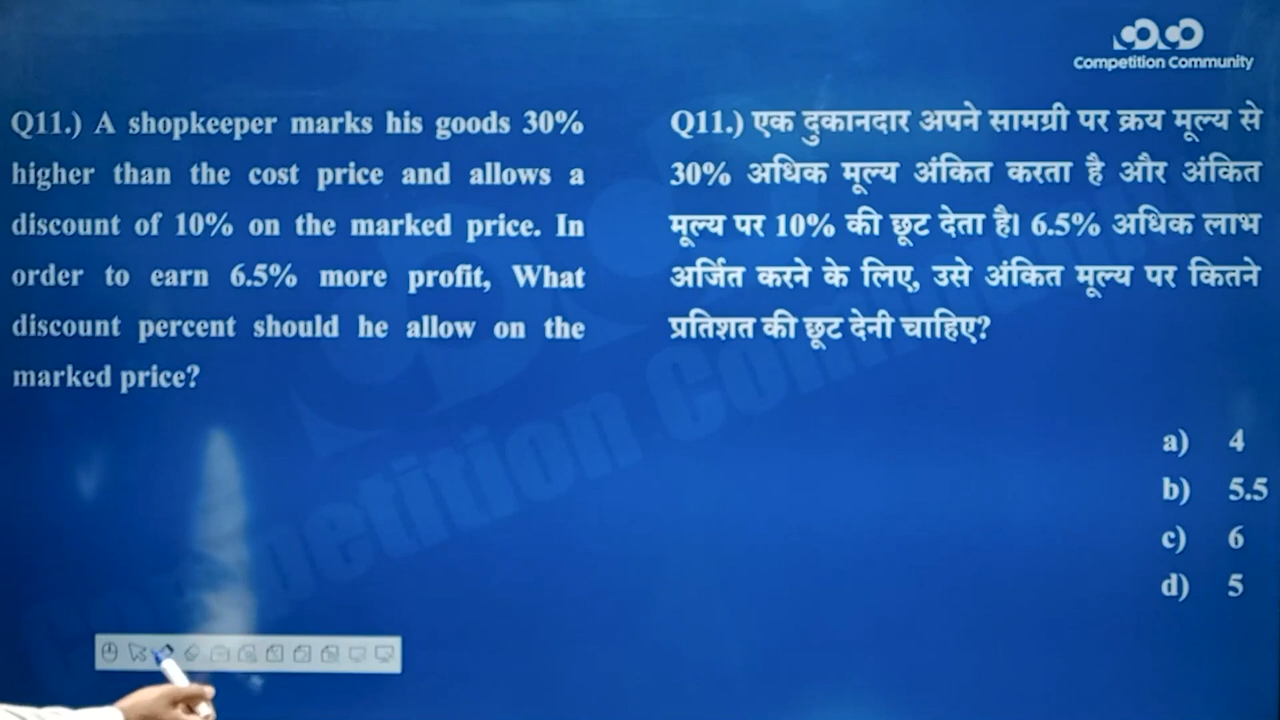 Competition Community
Q11.) A shopkeeper marks his goods 30%
higher than the cost price and allows a
discount of 10% on the marked price. In
order to earn 6.5% more profit, What
discount percent should he allow on the
marked price?
Q11.) एक दुकानदार अपने सामग्री पर क्रय मूल्य से
30% अधिक मूल्य अंकित करता है और अंकित
मूल्य पर 10% की छूट देता है। 6.5% अधिक लाभ
अर्जित करने के लिए, उसे अंकित मूल्य पर कितने
प्रतिशत की छूट देनी चाहिए?
a) 4
b) 5.5
c) 6
d) 5
Competition Community